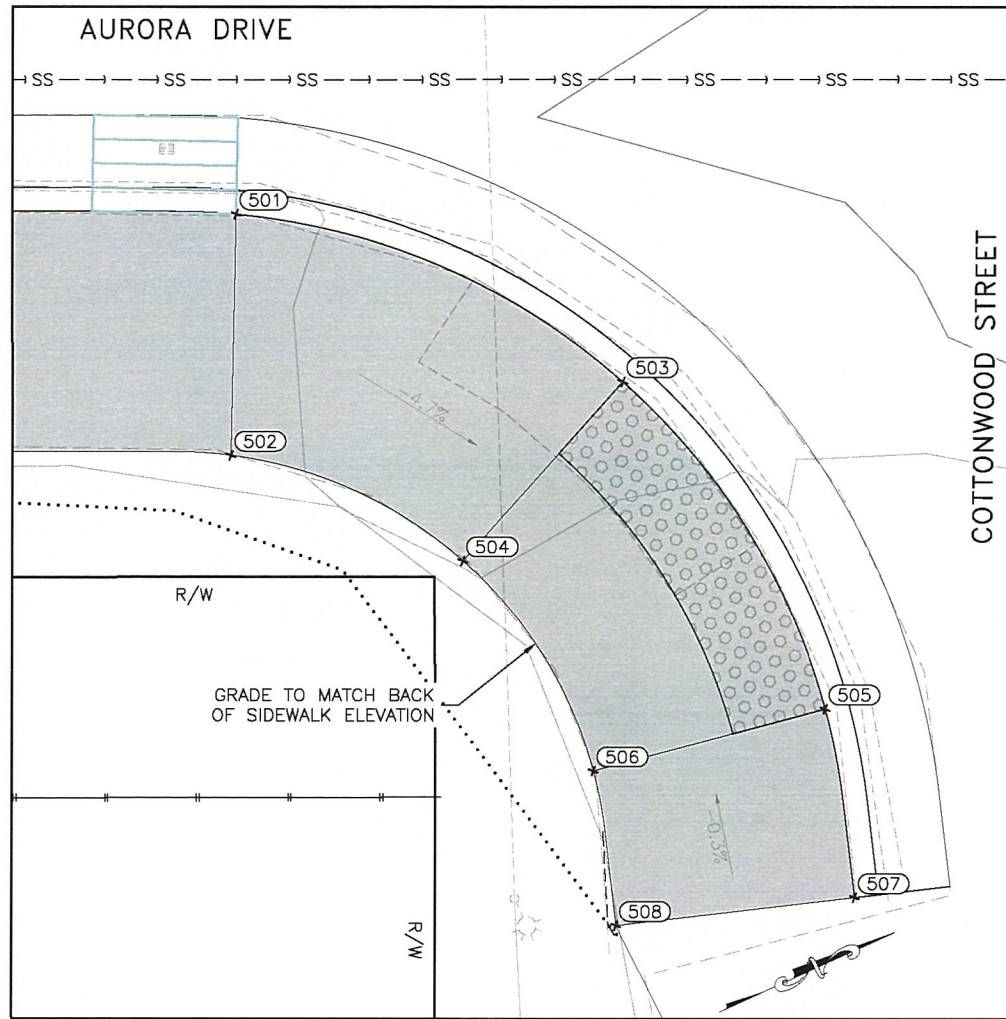 AURORA DRIVE
SS SS SS SS SS SS SS SS
501
COTTONWOOD STREET
503
-4.7%
502
504
R/W
GRADE TO MATCH BACK
OF SIDEWALK ELEVATION
505
506
-0.3%
507
508
R/W
N